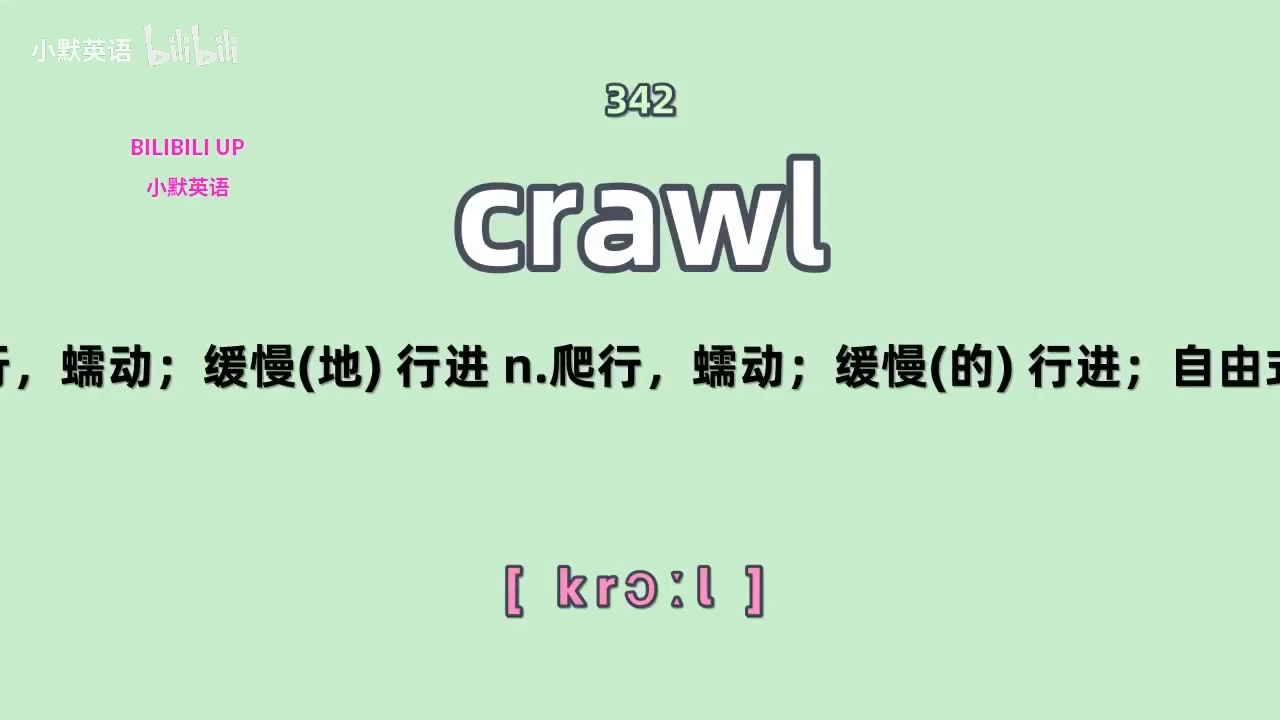 小默英语 bilibili
342
BILIBILI UP
小默英语
crawl
行，蠕动；缓慢(地) 行进 n.爬行，蠕动；缓慢(的) 行进；自由式
[ krɔːl ]